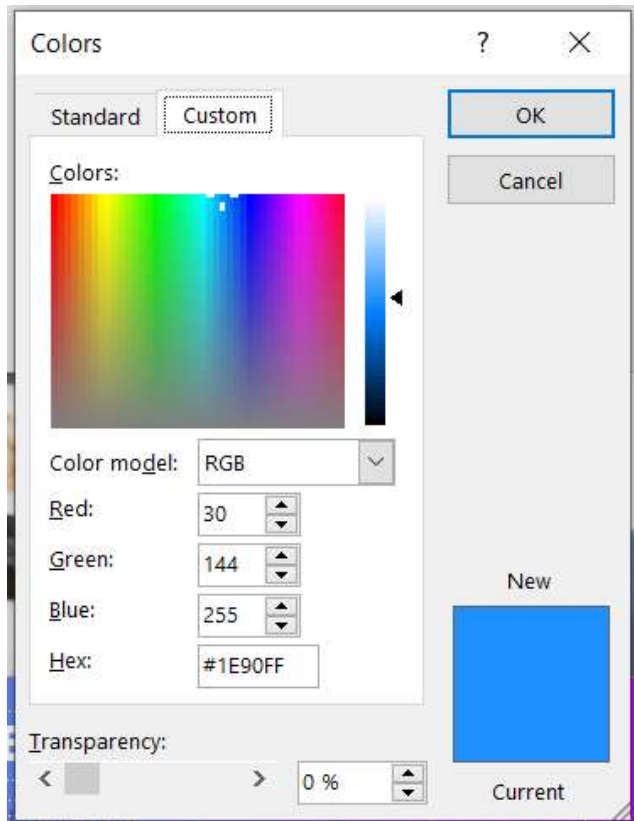 Colors ? ×
Standard Custom
OK
Colors:
Cancel
Color model: RGB
Red: 30
Green: 144
Blue: 255
Hex: #1E90FF
New
Transparency:
0 %
Current